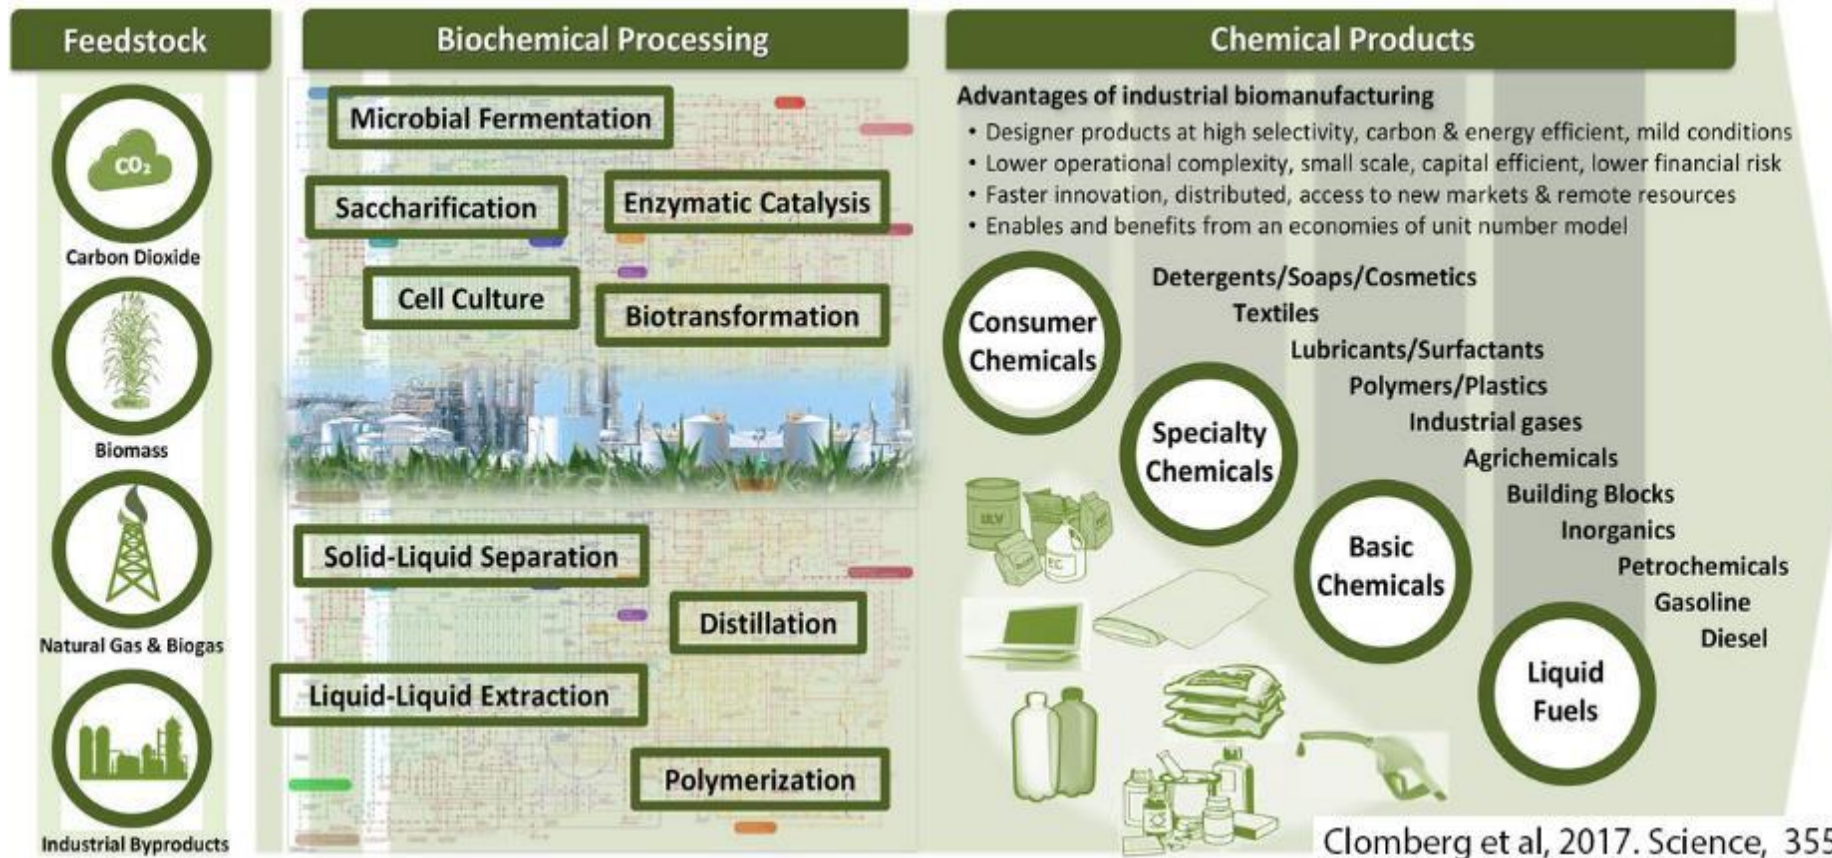 Feedstock
Biochemical Processing
Chemical Products
CO₂
Carbon Dioxide
Biomass
Natural Gas & Biogas
Industrial Byproducts
Microbial Fermentation
Saccharification
Enzymatic Catalysis
Cell Culture
Biotransformation
Solid-Liquid Separation
Distillation
Liquid-Liquid Extraction
Polymerization
Advantages of industrial biomanufacturing
• Designer products at high selectivity, carbon & energy efficient, mild conditions
• Lower operational complexity, small scale, capital efficient, lower financial risk
• Faster innovation, distributed, access to new markets & remote resources
• Enables and benefits from an economies of unit number model
Consumer
Chemicals
Specialty
Chemicals
Basic
Chemicals
Liquid
Fuels
Detergents/Soaps/Cosmetics
Textiles
Lubricants/Surfactants
Polymers/Plastics
Industrial gases
Agrichemicals
Building Blocks
Inorganics
Petrochemicals
Gasoline
Diesel
ULV
EC
Clomberg et al, 2017. Science, 355